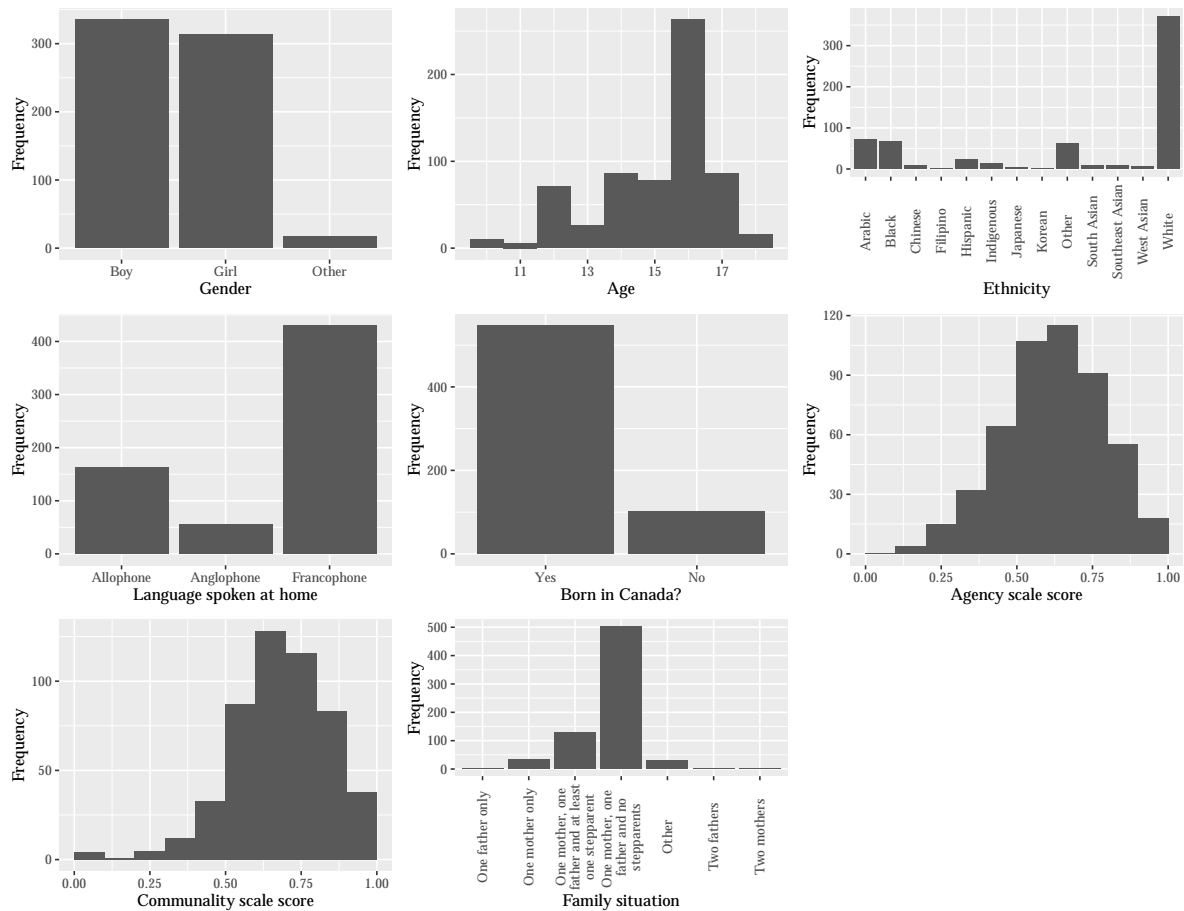 Frequency
300
200
100
0
Boy
Girl
Other
Gender
Frequency
200
100
0
11
13
15
17
Age
Frequency
300
200
100
0
Arabic
Black
Chinese
Filipino
Hispanic
Indigenous
Japanese
Korean
Other
South Asian
Southeast Asian
West Asian
White
Ethnicity
Frequency
400
300
200
100
0
Allophone
Anglophone
Francophone
Language spoken at home
Frequency
400
200
0
Yes
No
Born in Canada?
Frequency
120
90
60
30
0
0.00
0.25
0.50
0.75
1.00
Agency scale score
Frequency
100
50
0
0.00
0.25
0.50
0.75
1.00
Communality scale score
Frequency
500
400
300
200
100
0
One father only
One mother only
One mother, one
father and at least
one stepparent
One mother, one
father and no
stepparents
Other
Two fathers
Two mothers
Family situation